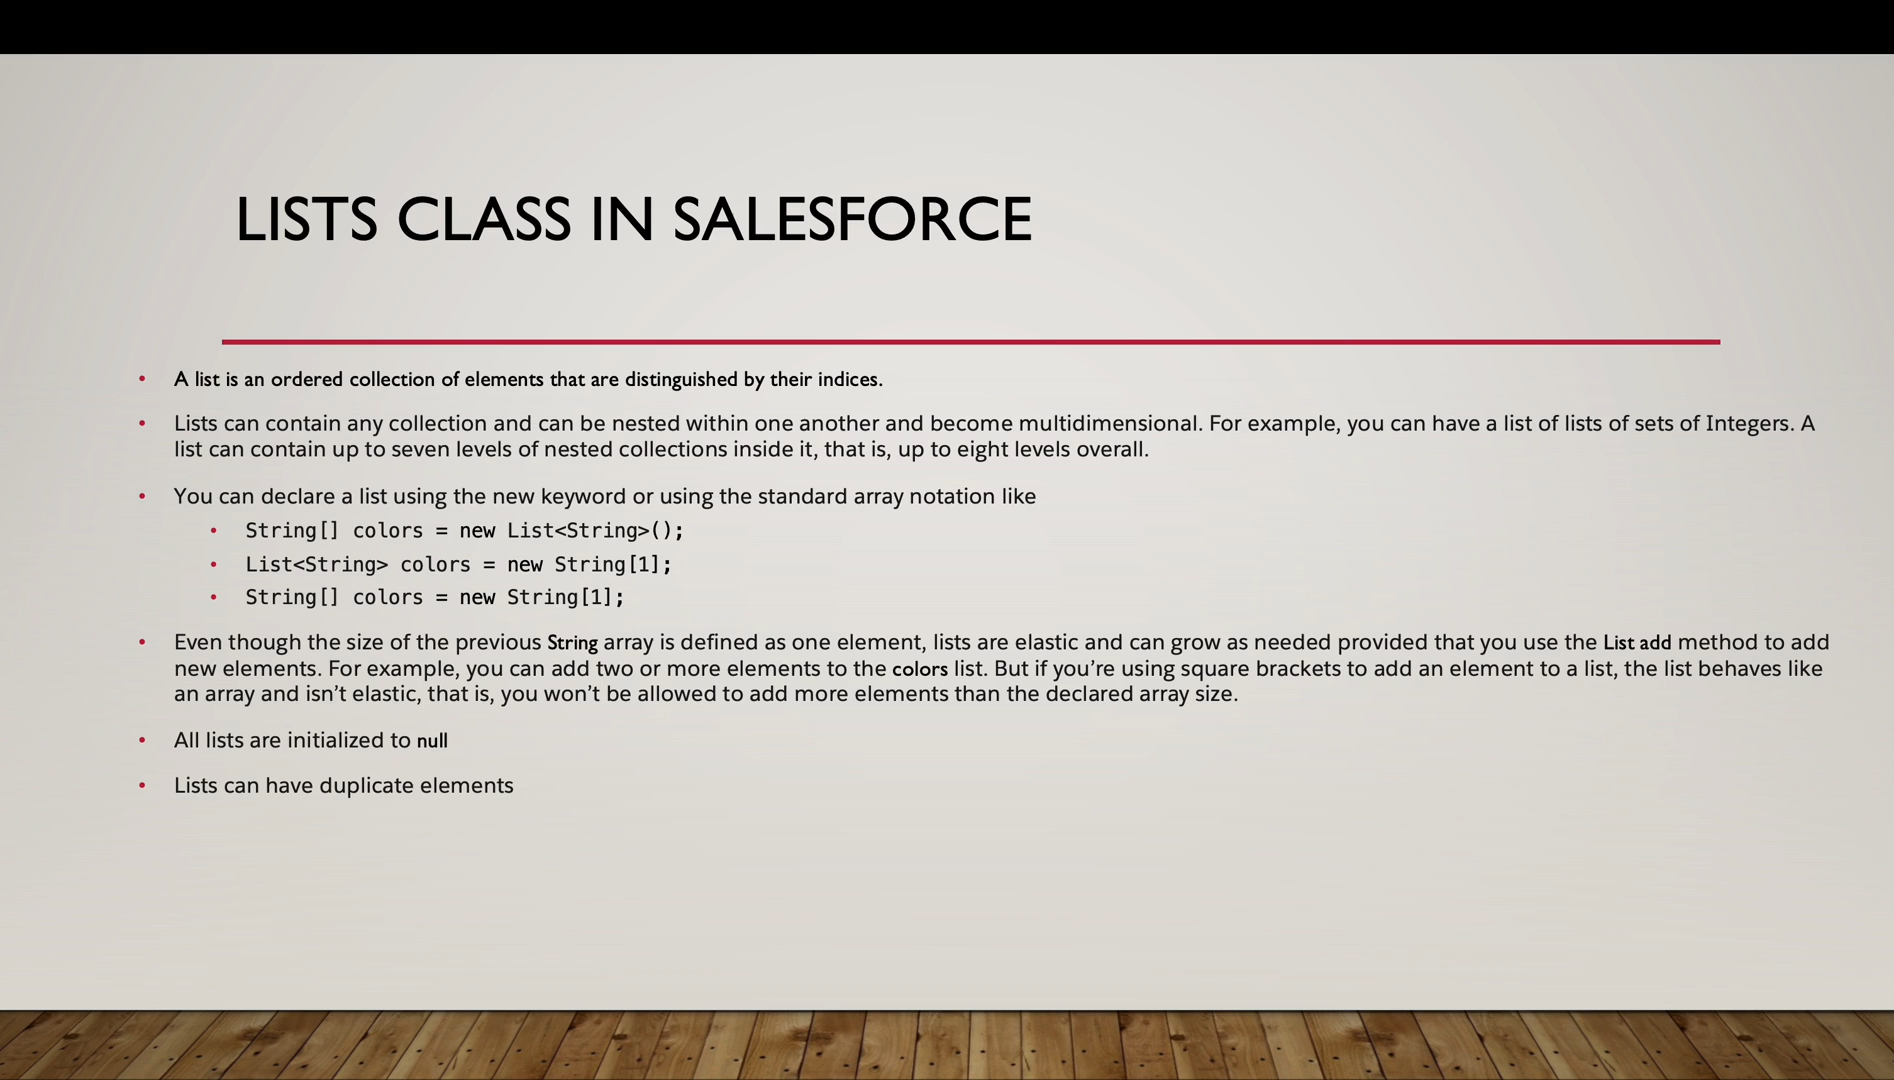 LISTS CLASS IN SALESFORCE
• A list is an ordered collection of elements that are distinguished by their indices.
• Lists can contain any collection and can be nested within one another and become multidimensional. For example, you can have a list of lists of sets of Integers. A
list can contain up to seven levels of nested collections inside it, that is, up to eight levels overall.
• You can declare a list using the new keyword or using the standard array notation like
• String[] colors = new List<String>();
• List<String> colors = new String[1];
• String[] colors = new String[1];
• Even though the size of the previous String array is defined as one element, lists are elastic and can grow as needed provided that you use the List add method to add
new elements. For example, you can add two or more elements to the colors list. But if you’re using square brackets to add an element to a list, the list behaves like
an array and isn’t elastic, that is, you won’t be allowed to add more elements than the declared array size.
• All lists are initialized to null
• Lists can have duplicate elements